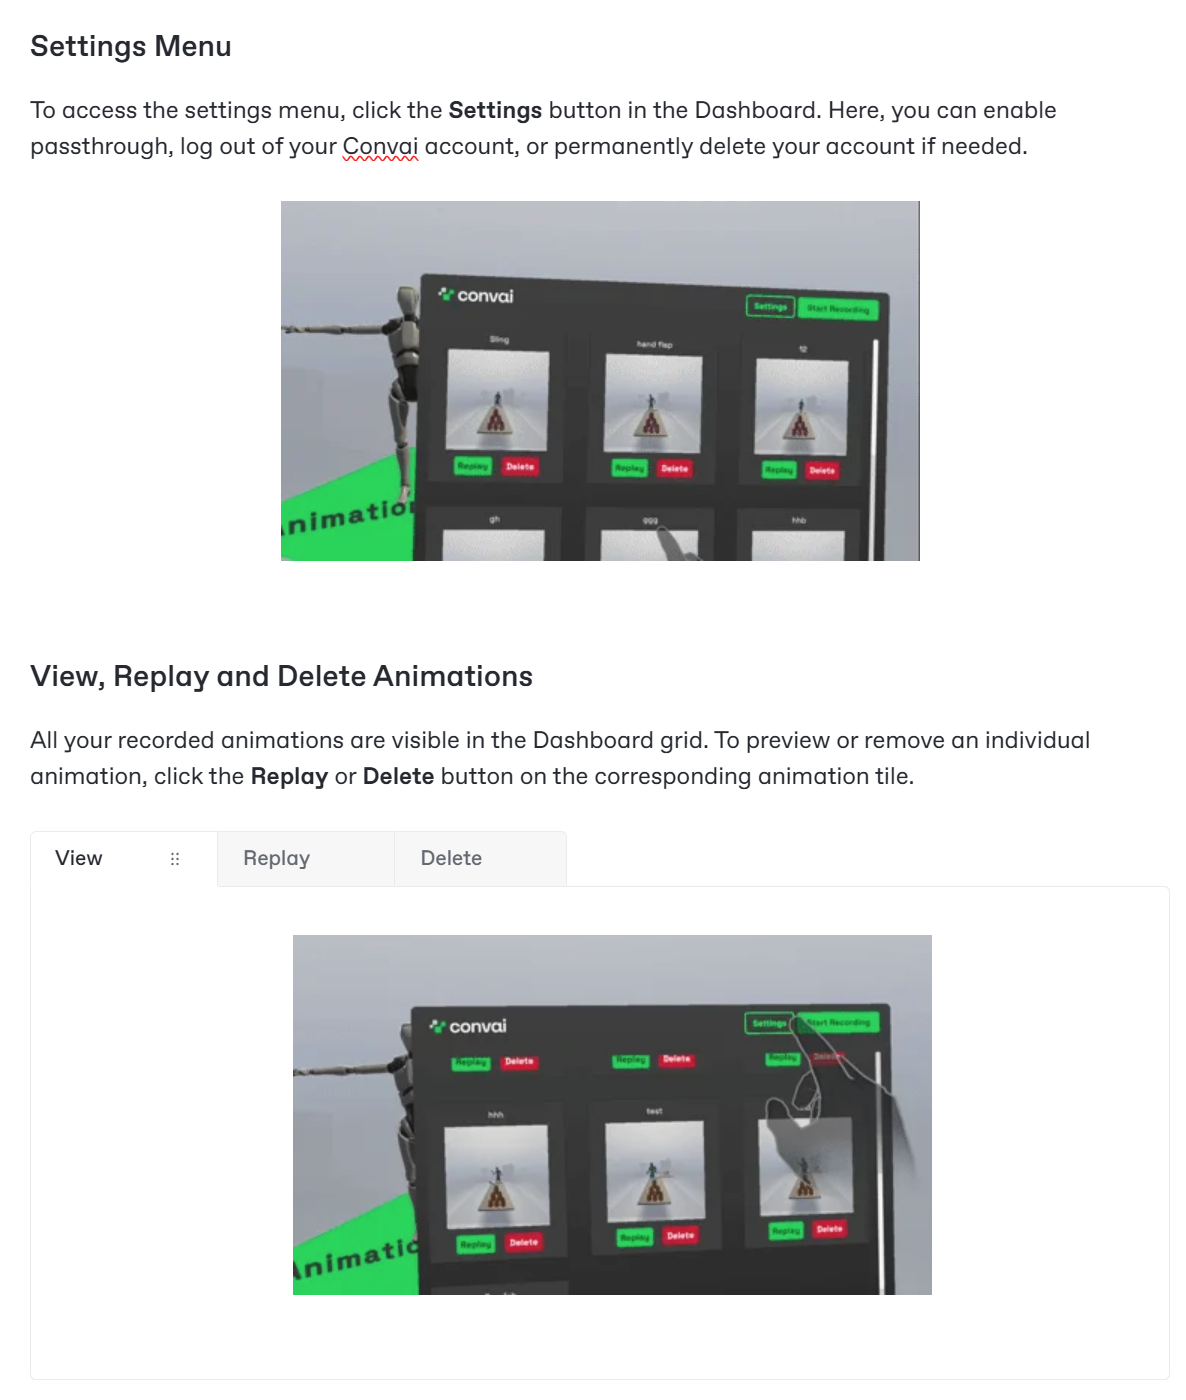 Settings Menu
To access the settings menu, click the Settings button in the Dashboard. Here, you can enable
passthrough, log out of your Convai account, or permanently delete your account if needed.
convai
Settings
Start Recording
Sling
hand flap
12
Replay Delete
Replay Delete
Replay Delete
gh
ggg
hhb
nimatio
View, Replay and Delete Animations
All your recorded animations are visible in the Dashboard grid. To preview or remove an individual
animation, click the Replay or Delete button on the corresponding animation tile.
View
Replay
Delete
convai
Settings
Start Recording
Replay Delete
Replay Delete
Replay Delete
hhh
test
Replay Delete
Replay Delete
Replay Delete
Animatic